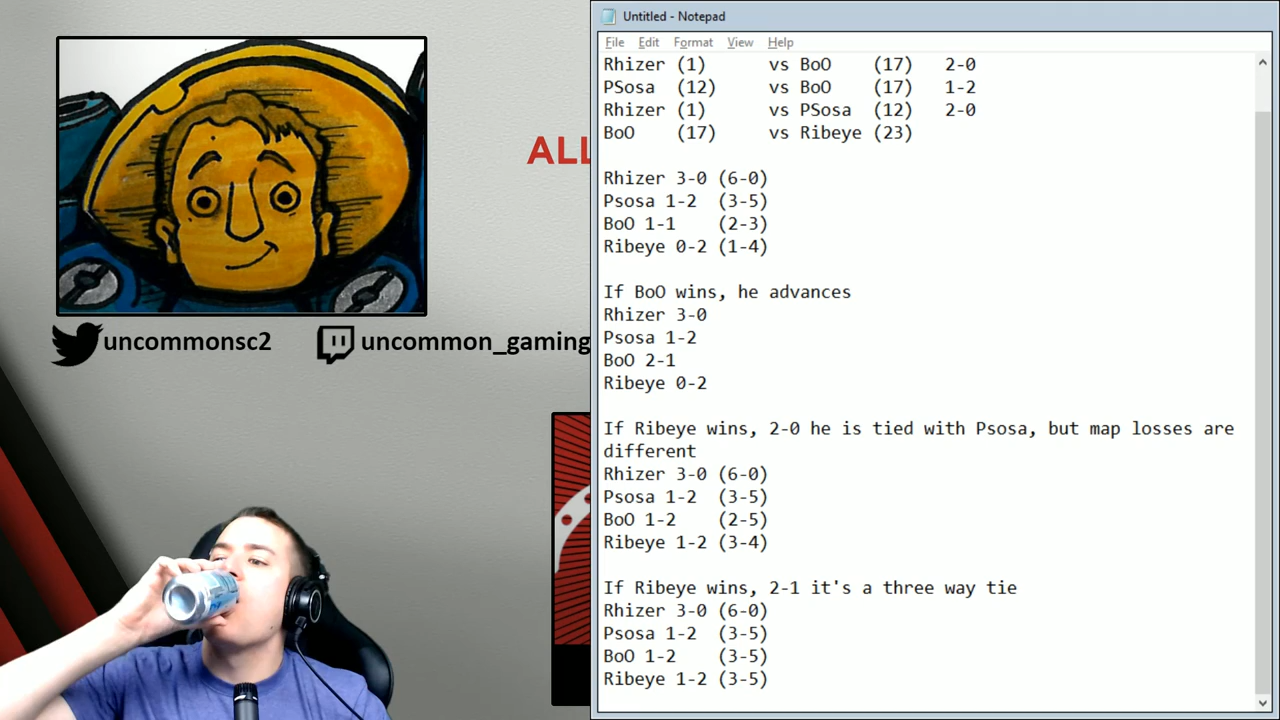 Untitled - Notepad
File Edit Format View Help
Rhizer (1) vs BoO (17) 2-0
PSosa (12) vs BoO (17) 1-2
Rhizer (1) vs PSosa (12) 2-0
BoO (17) vs Ribeye (23)
Rhizer 3-0 (6-0)
Psosa 1-2 (3-5)
BoO 1-1 (2-3)
Ribeye 0-2 (1-4)
If BoO wins, he advances
Rhizer 3-0
Psosa 1-2
BoO 2-1
Ribeye 0-2
If Ribeye wins, 2-0 he is tied with Psosa, but map losses are
different
Rhizer 3-0 (6-0)
Psosa 1-2 (3-5)
BoO 1-2 (2-5)
Ribeye 1-2 (3-4)
If Ribeye wins, 2-1 it's a three way tie
Rhizer 3-0 (6-0)
Psosa 1-2 (3-5)
BoO 1-2 (3-5)
Ribeye 1-2 (3-5)
ALL
uncommonsc2 uncommon_gaming